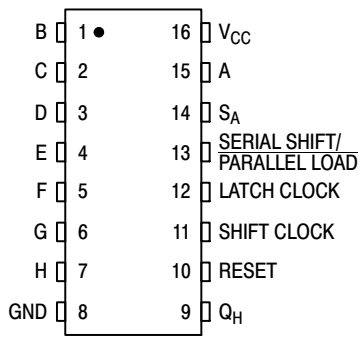 B 1 16 VCC
C 2 15 A
D 3 14 SA
E 4 13 SERIAL SHIFT/
PARALLEL LOAD
F 5 12 LATCH CLOCK
G 6 11 SHIFT CLOCK
H 7 10 RESET
GND 8 9 QH